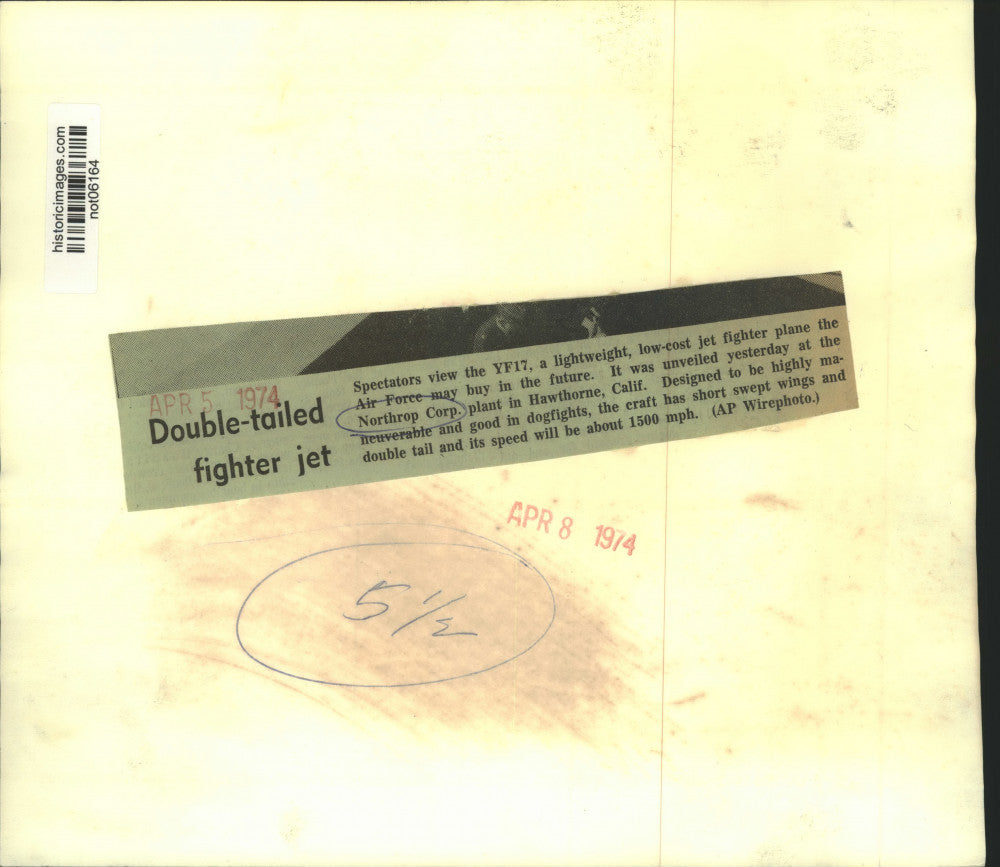 historicimages.com
not06164
APR 5 1974
Double-tailed
fighter jet
Spectators view the YF17, a lightweight, low-cost jet fighter plane the
Air Force may buy in the future. It was unveiled yesterday at the
Northrop Corp. plant in Hawthorne, Calif. Designed to be highly ma-
neuverable and good in dogfights, the craft has short swept wings and
double tail and its speed will be about 1500 mph. (AP Wirephoto.)
APR 8 1974
5 1/2